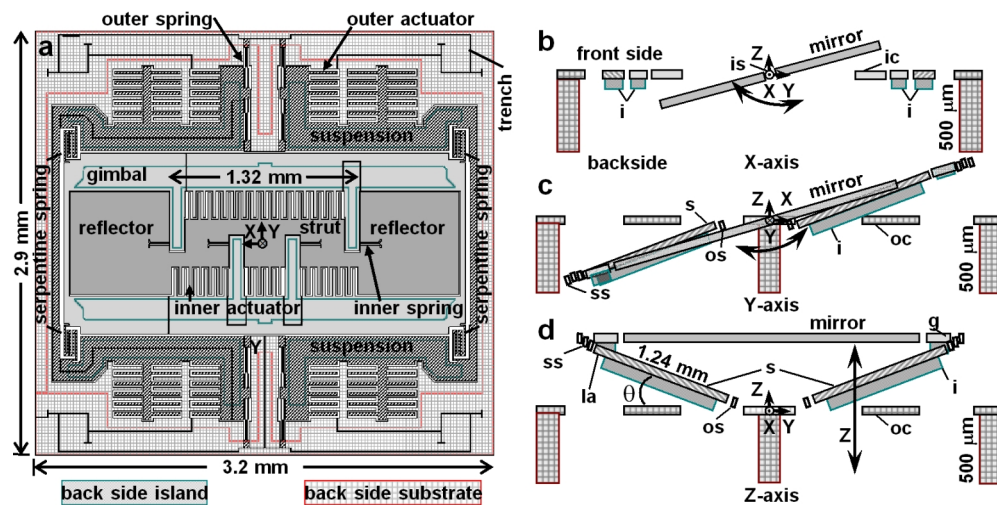 a
outer spring
outer actuator
trench
suspension
gimbal
1.32 mm
serpentine spring
serpentine spring
2.9 mm
reflector
X
Y
strut
reflector
inner actuator
inner spring
Y
suspension
3.2 mm
back side island
back side substrate
b
front side
is
Z
mirror
ic
X
Y
i
i
500 µm
backside
X-axis
c
s
Z
X
mirror
os
Y
i
oc
ss
500 µm
Y-axis
d
mirror
g
ss
la
1.24 mm
s
i
θ
Z
os
X
Y
Z
oc
500 µm
Z-axis